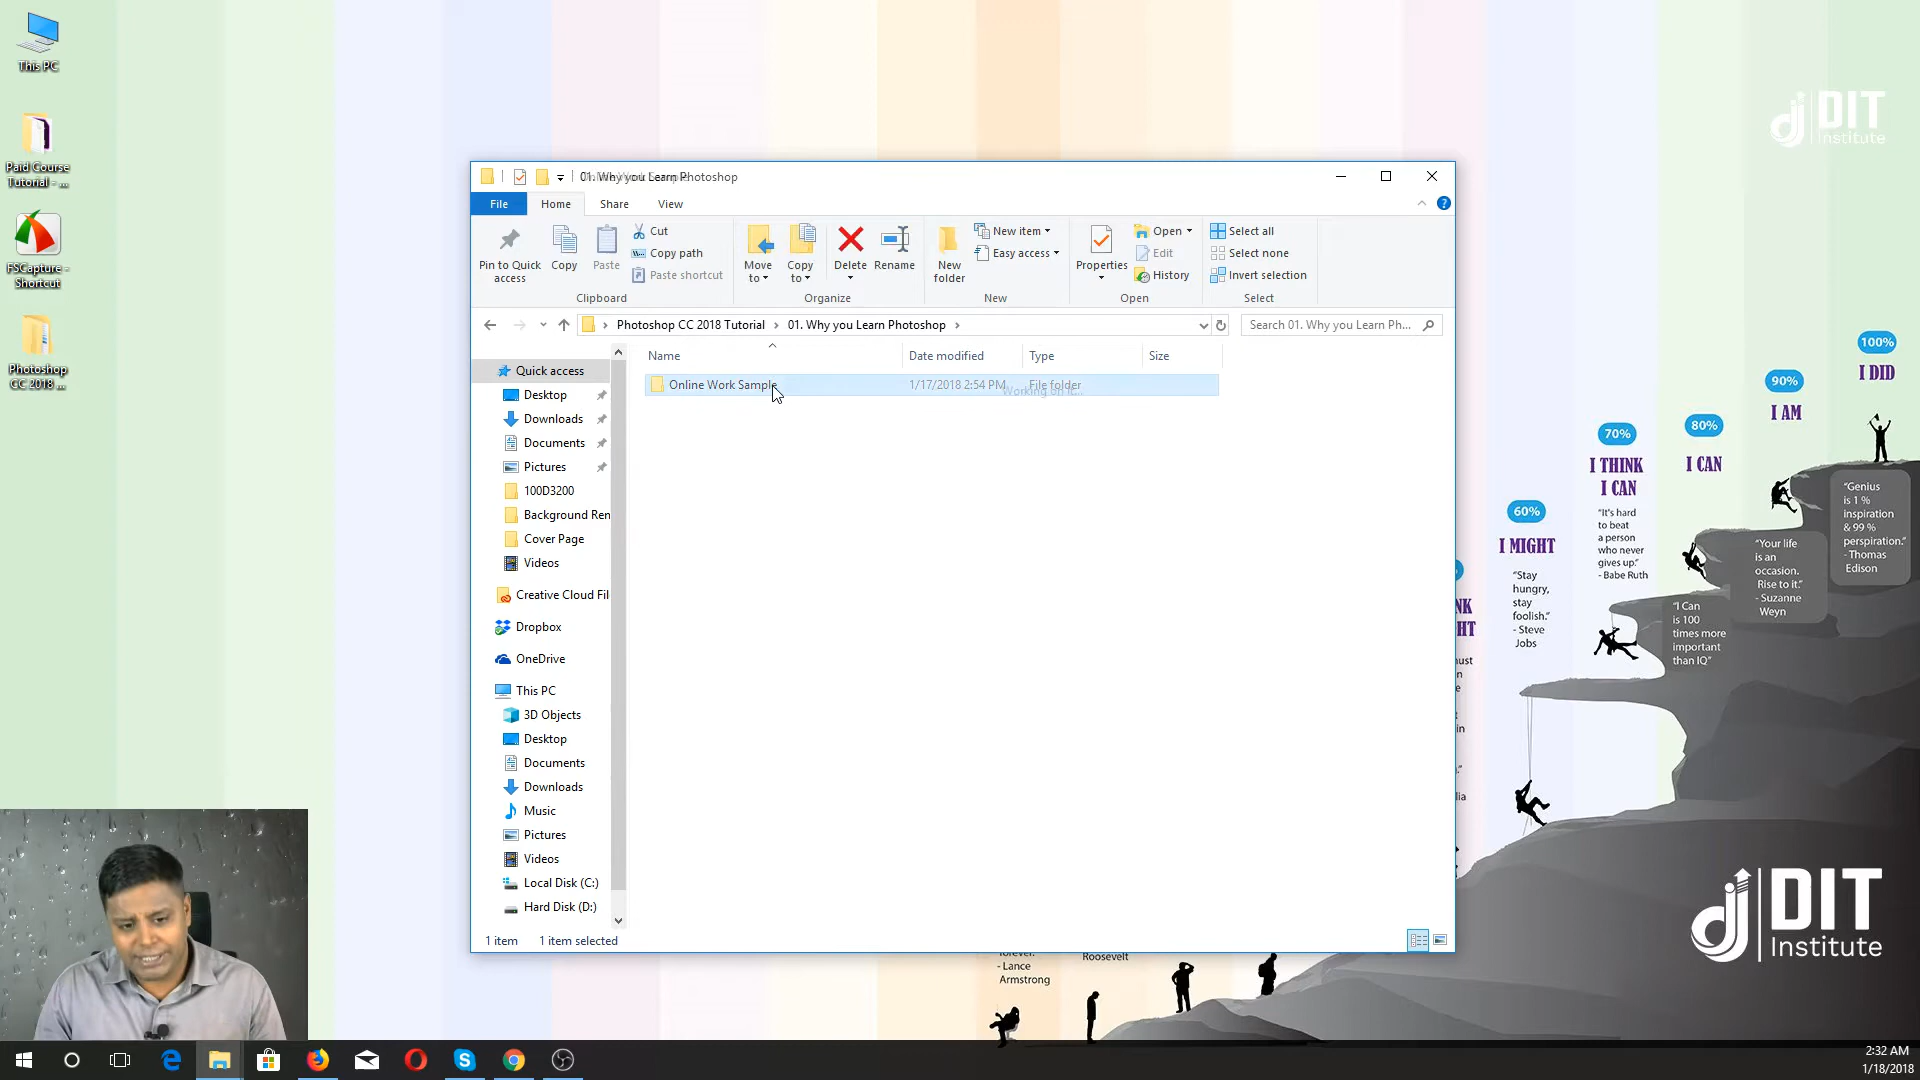 This PC
Paid Course
Tutorial - ...
FSCapture -
Shortcut
Photoshop
CC 2018 ...
DIT
Institute
01. Why you Learn Photoshop
File
Home
Share
View
Pin to Quick
access
Copy
Paste
Cut
Copy path
Paste shortcut
Clipboard
Move
to
Copy
to
Delete
Rename
Organize
New
folder
New item
Easy access
New
Properties
Open
Edit
History
Open
Select all
Select none
Invert selection
Select
Photoshop CC 2018 Tutorial
01. Why you Learn Photoshop
Search 01. Why you Learn Ph...
Name
Date modified
Type
Size
Online Work Sample
1/17/2018 2:54 PM
File folder
Working on it...
Quick access
Desktop
Downloads
Documents
Pictures
100D3200
Background Ren
Cover Page
Videos
Creative Cloud Fil
Dropbox
OneDrive
This PC
3D Objects
Desktop
Documents
Downloads
Music
Pictures
Videos
Local Disk (C:)
Hard Disk (D:)
1 item
1 item selected
100%
I DID
90%
I AM
80%
I CAN
70%
I THINK
I CAN
"It's hard
to beat
a person
who never
gives up."
- Babe Ruth
60%
I MIGHT
"Stay
hungry,
stay
foolish."
- Steve
Jobs
"Genius
is 1 %
inspiration
& 99 %
perspiration."
- Thomas
Edison
"Your life
is an
occasion.
Rise to it."
- Suzanne
Weyn
"I Can
is 100
times more
important
than IQ"
NK
HT
forever.
- Lance
Armstrong
Roosevelt
DIT
Institute
2:32 AM
1/18/2018